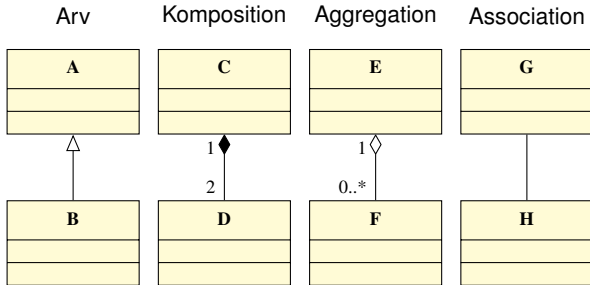 Arv Komposition Aggregation Association
A C E G
1 1
2 0..*
B D F H